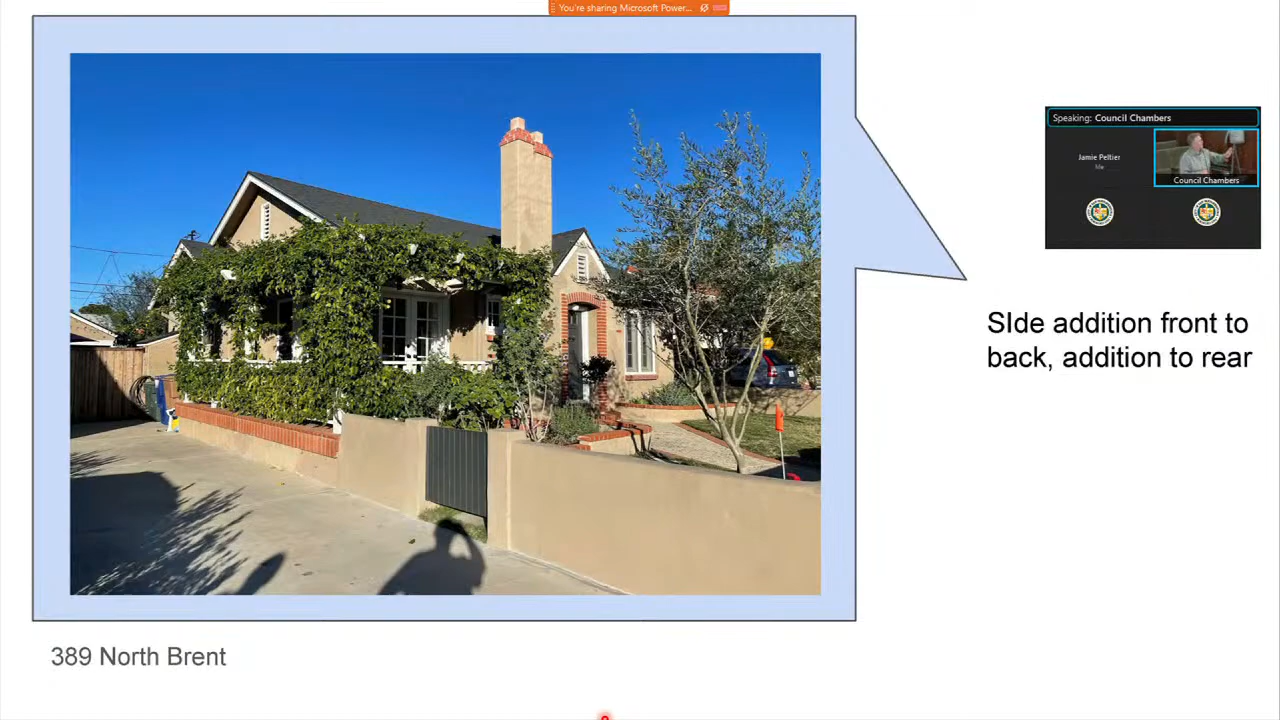 You're sharing Microsoft Power...
Speaking: Council Chambers
Jamie Peltier
Me
Council Chambers
SIde addition front to
back, addition to rear
389 North Brent